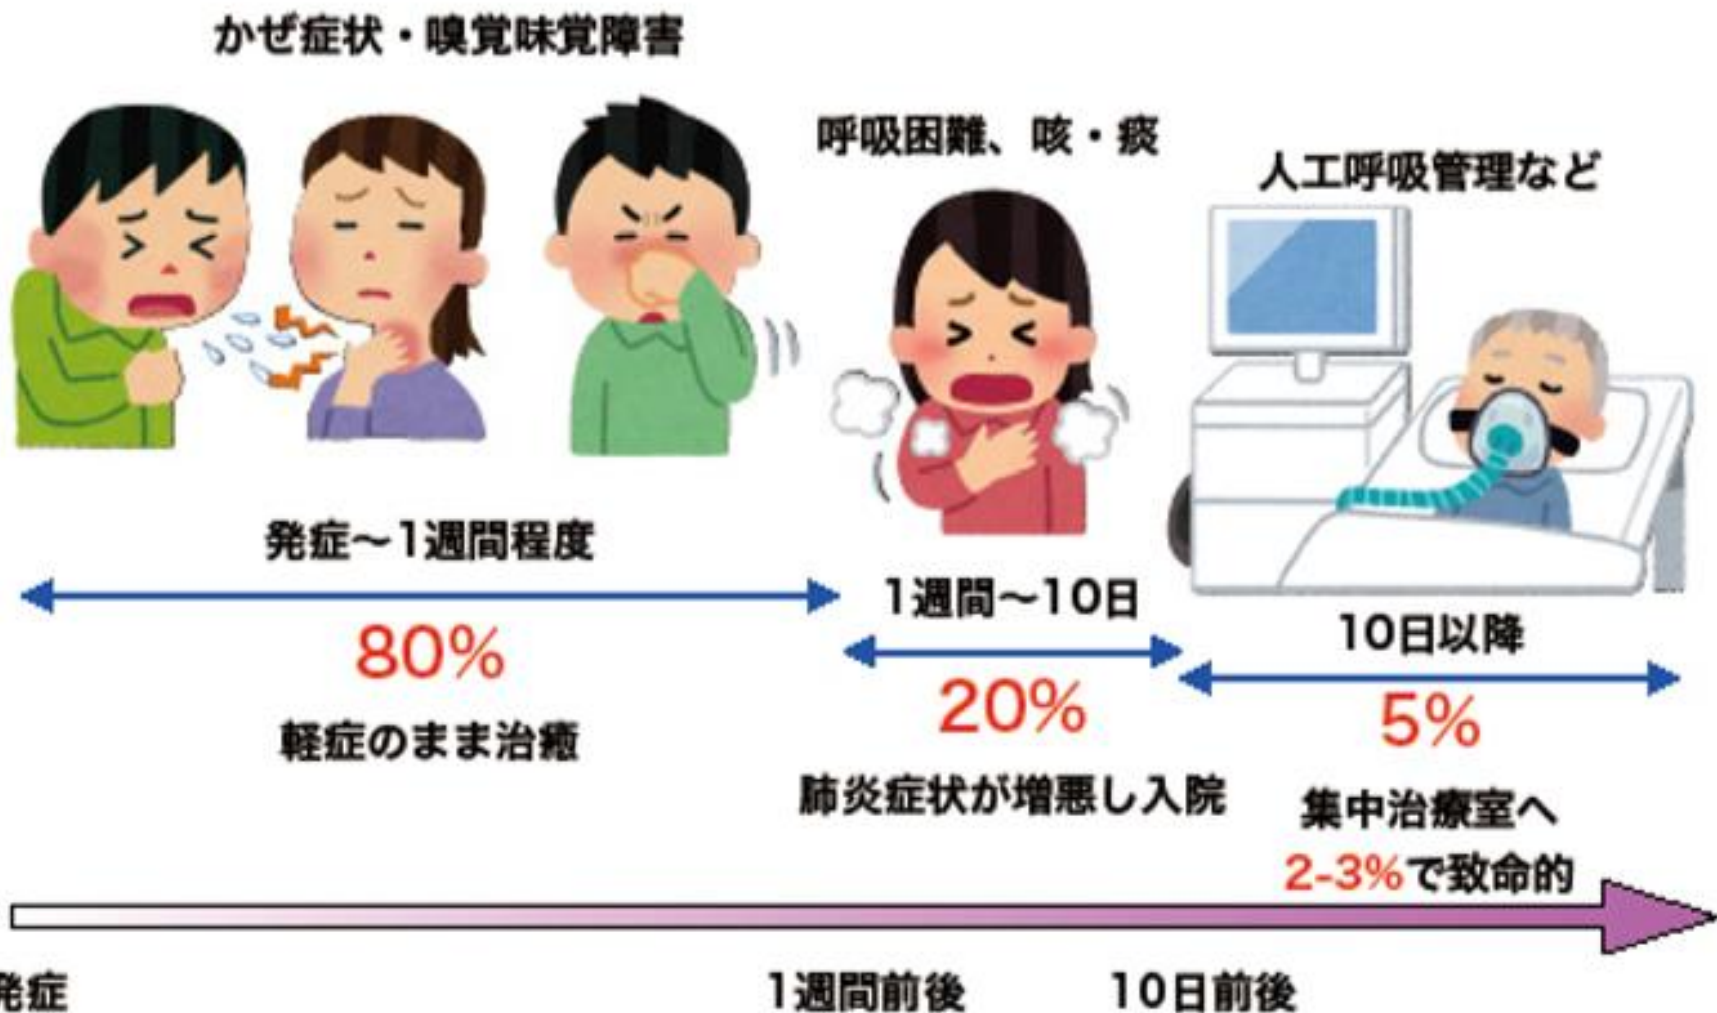 かぜ症状・嗅覚味覚障害
呼吸困難、咳・痰
人工呼吸管理など
発症～1週間程度
80%
軽症のまま治癒
1週間～10日
20%
肺炎症状が増悪し入院
10日以降
5%
集中治療室へ
2-3%で致命的
発症
1週間前後
10日前後